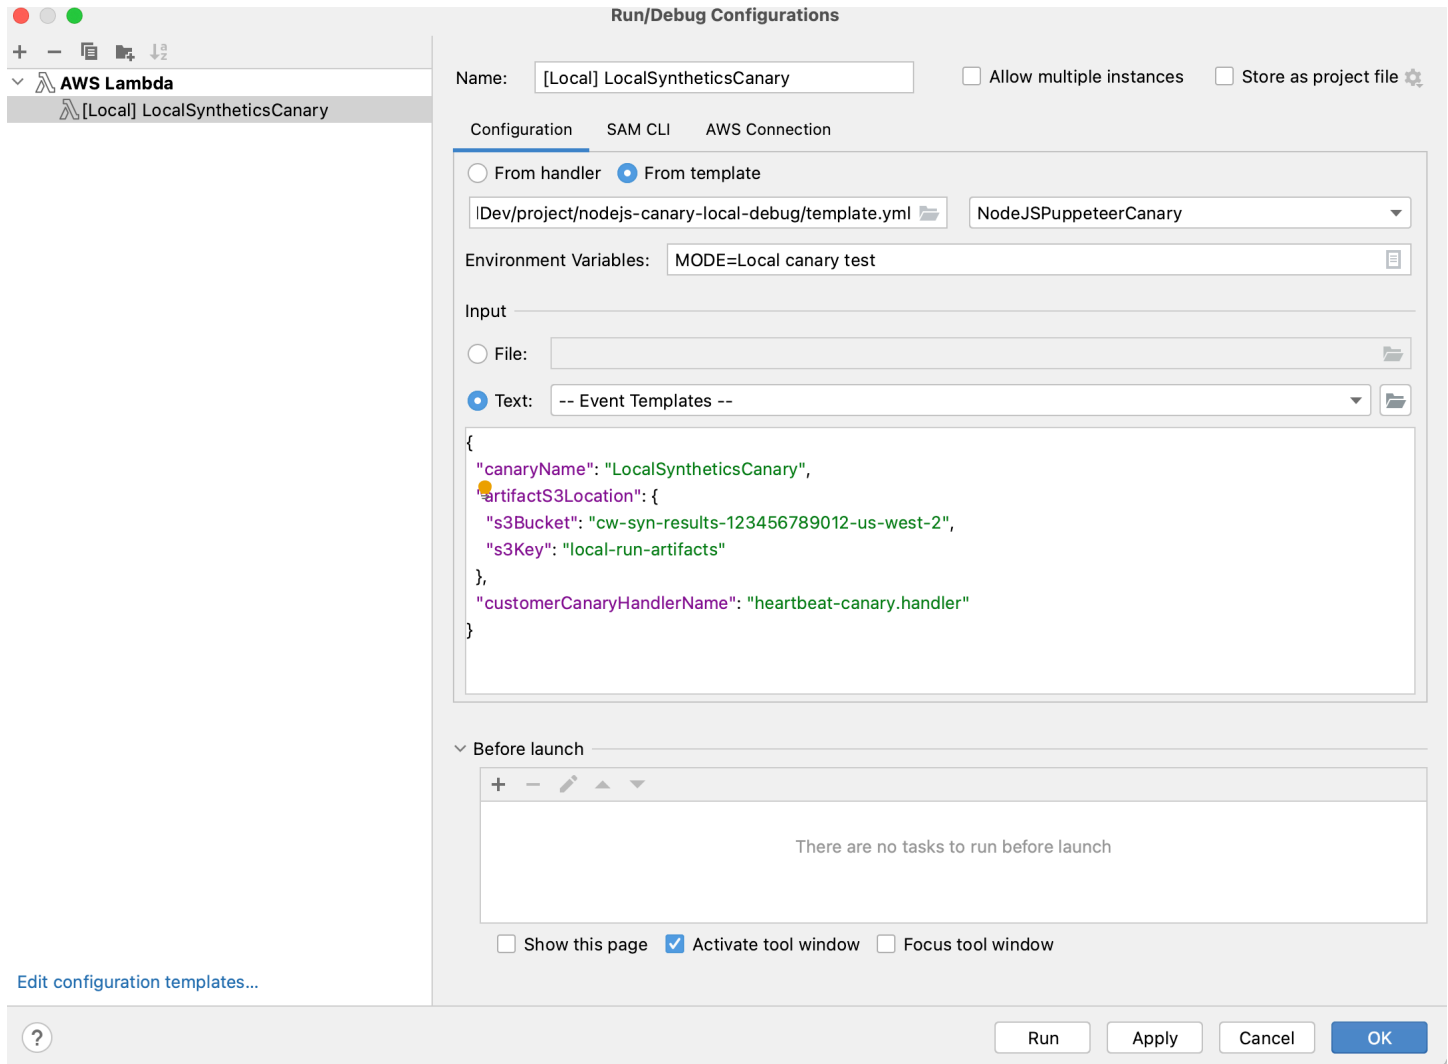 Run/Debug Configurations
AWS Lambda
[Local] LocalSyntheticsCanary
Edit configuration templates...
Name: [Local] LocalSyntheticsCanary
Allow multiple instances
Store as project file
Configuration SAM CLI AWS Connection
From handler From template
Dev/project/nodejs-canary-local-debug/template.yml NodeJSPuppeteerCanary
Environment Variables: MODE=Local canary test
Input
File:
Text: -- Event Templates --
{
"canaryName": "LocalSyntheticsCanary",
"artifactS3Location": {
"s3Bucket": "cw-syn-results-123456789012-us-west-2",
"s3Key": "local-run-artifacts"
},
"customerCanaryHandlerName": "heartbeat-canary.handler"
}
Before launch
There are no tasks to run before launch
Show this page Activate tool window Focus tool window
? Run Apply Cancel OK